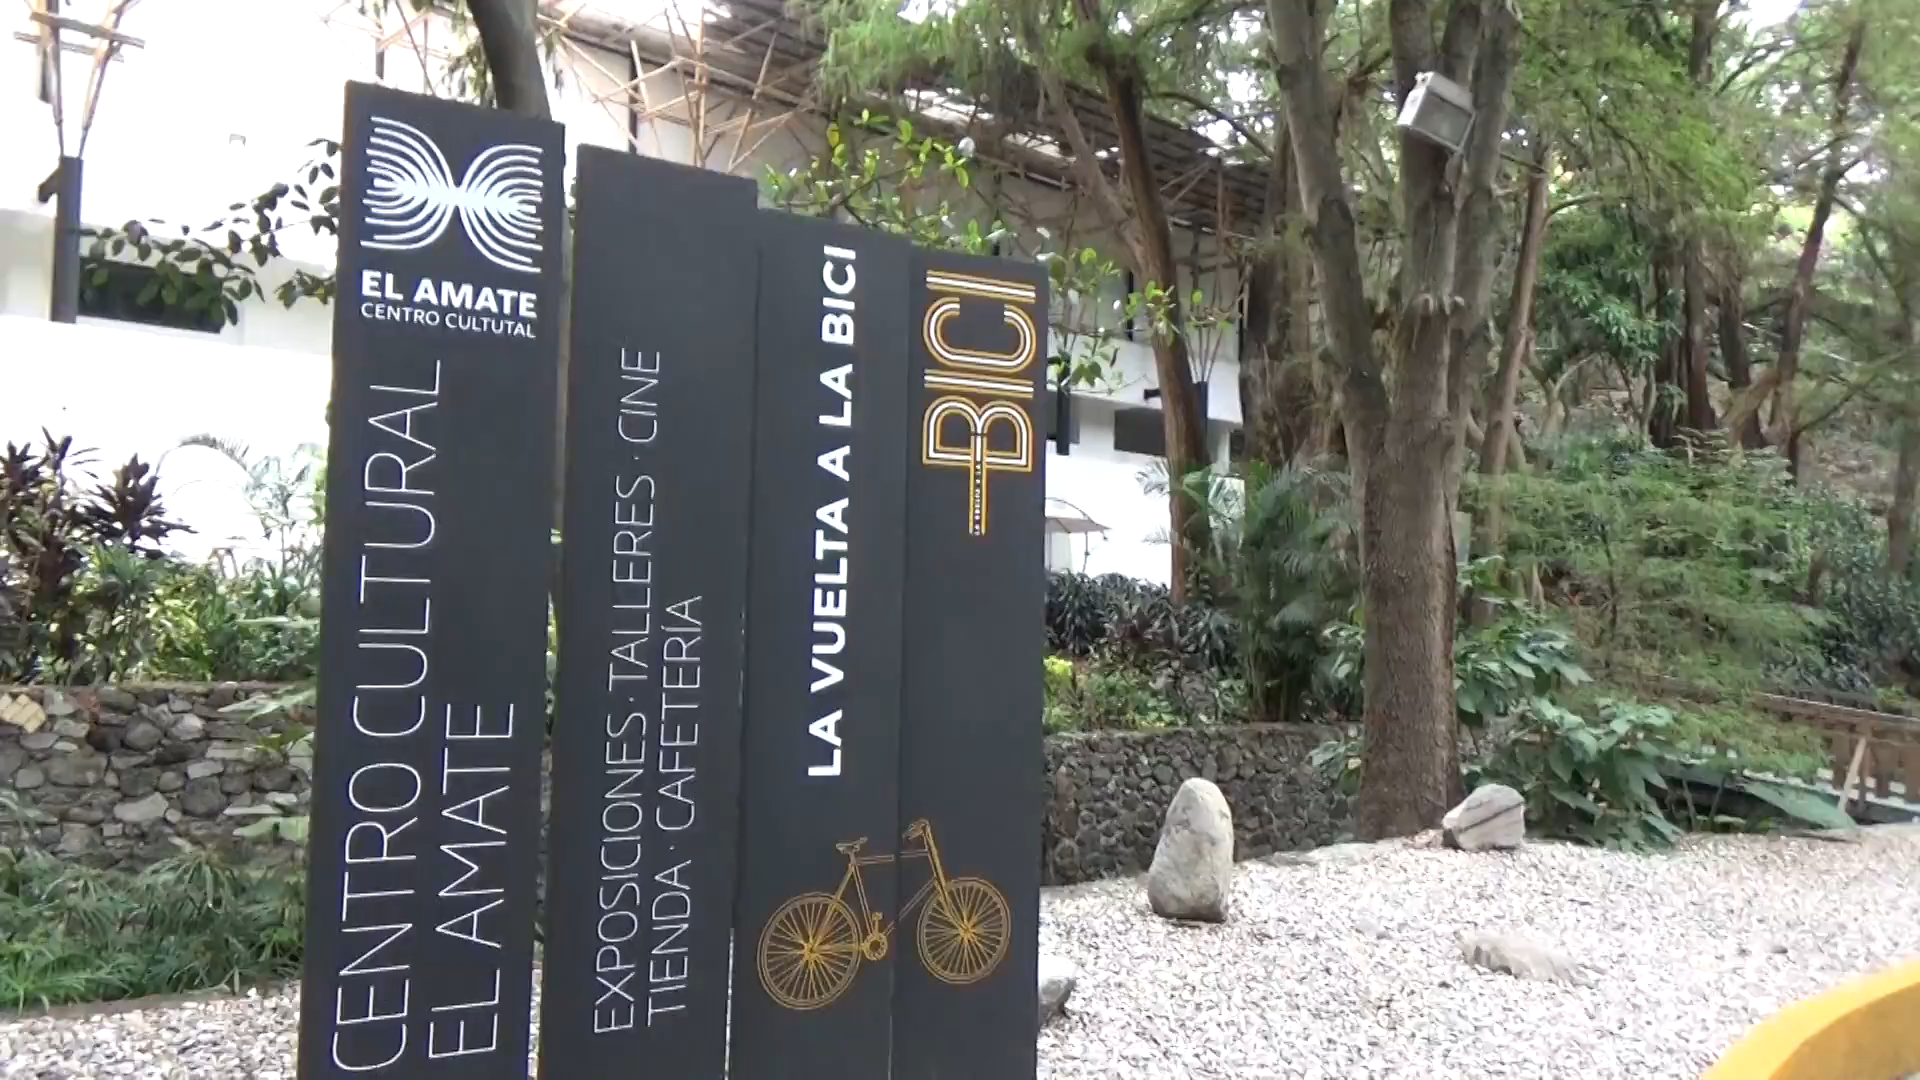 EL AMATE
CENTRO CULTUTAL
CENTRO CULTURAL
EL AMATE
EXPOSICIONES · TALLERES · CINE
TIENDA · CAFETERÍA
LA VUELTA A LA BICI
BICI